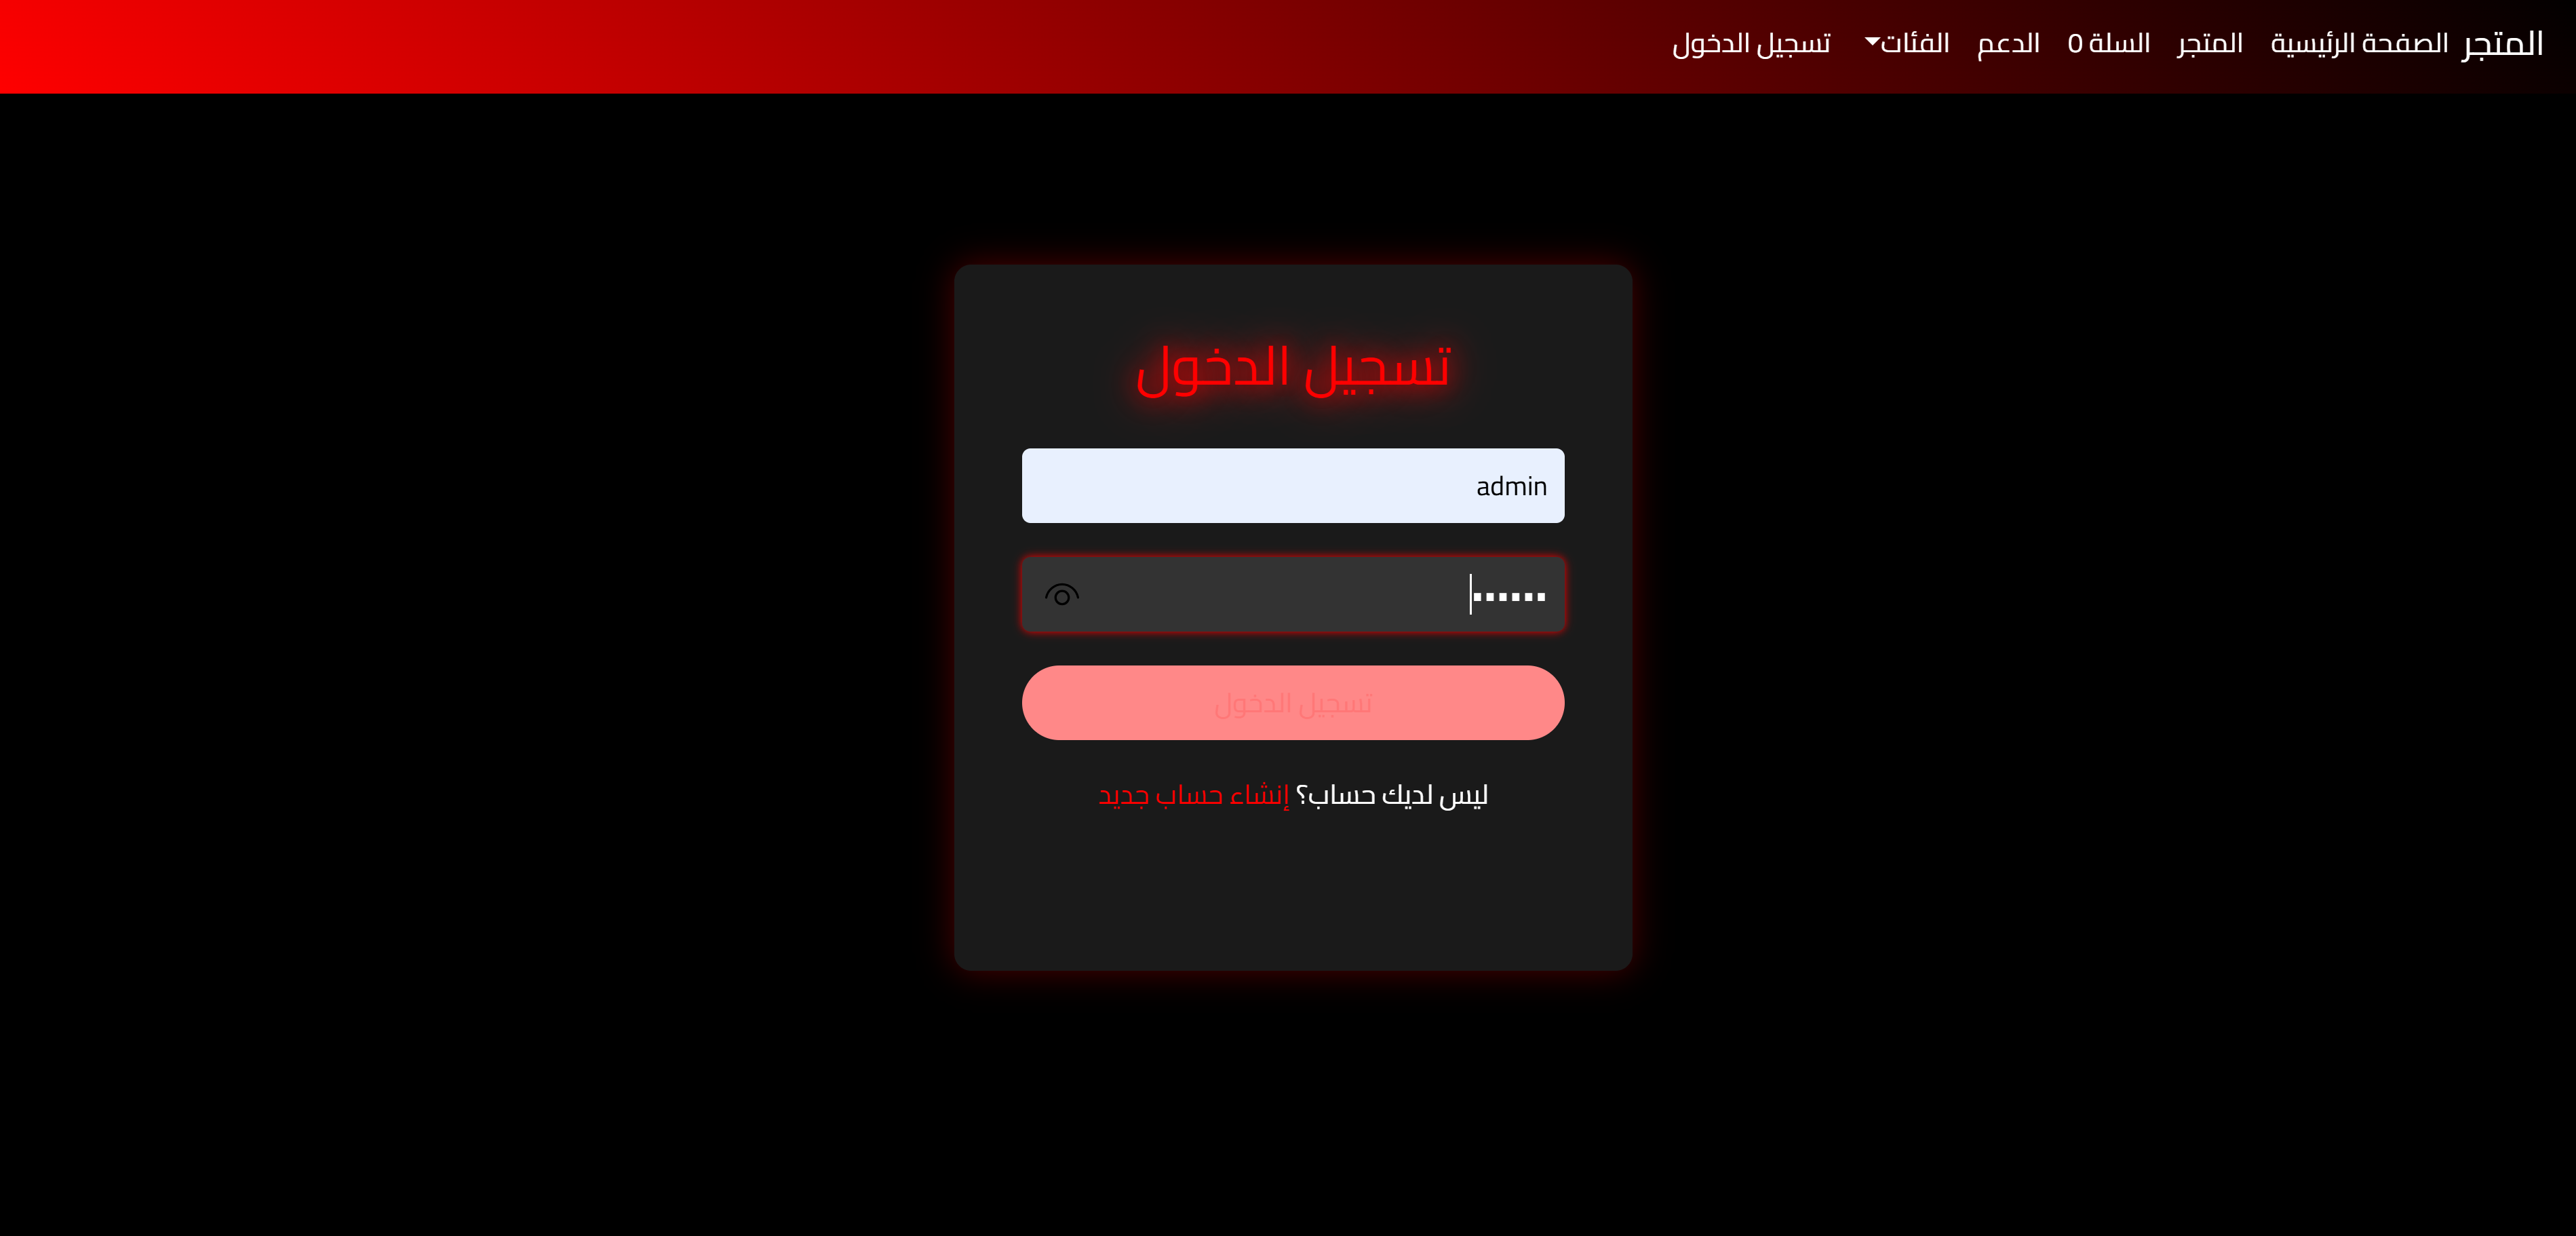 المتجر الصفحة الرئيسية المتجر السلة 0 الدعم الفئات تسجيل الدخول
تسجيل الدخول
admin
تسجيل الدخول
ليس لديك حساب؟ إنشاء حساب جديد